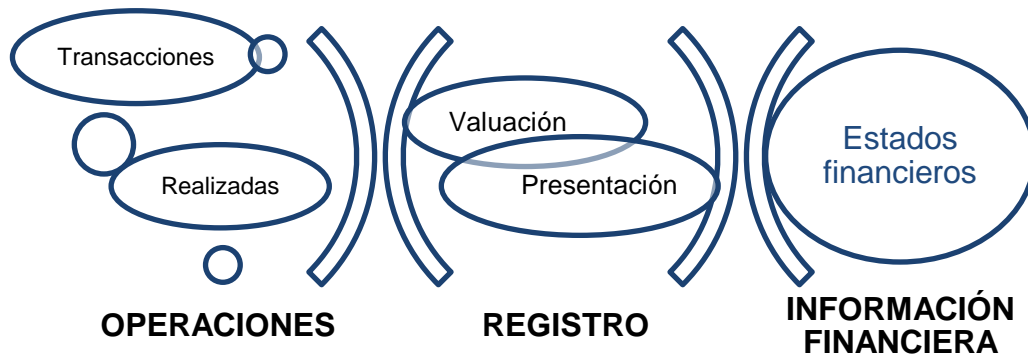 Transacciones
Realizadas
OPERACIONES
Valuación
Presentación
REGISTRO
Estados
financieros
INFORMACIÓN
FINANCIERA